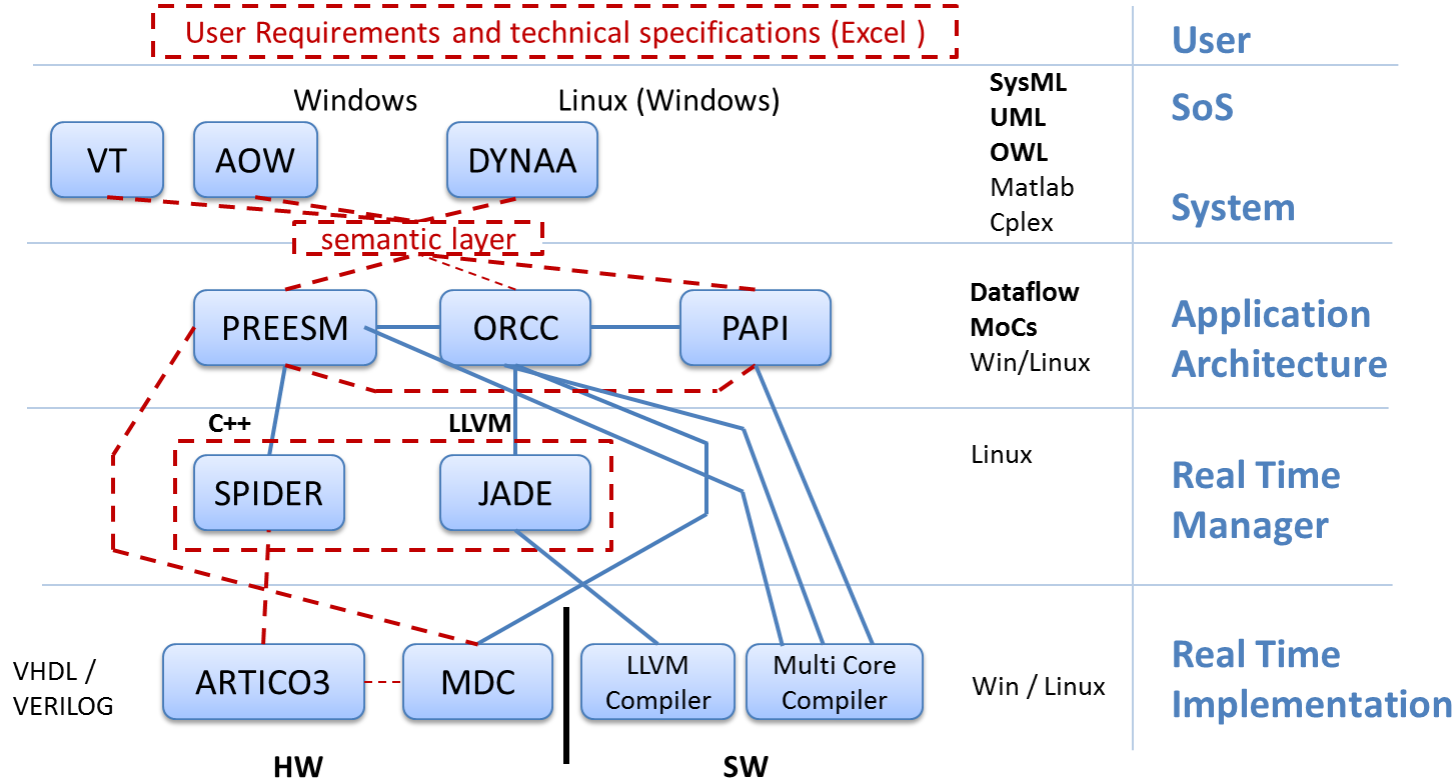 User Requirements and technical specifications (Excel )
User
Windows
Linux (Windows)
SysML
UML
OWL
Matlab
Cplex
SoS
System
VT
AOW
DYNAA
semantic layer
PREESM
ORCC
PAPI
Dataflow
MoCs
Win/Linux
Application
Architecture
C++
LLVM
SPIDER
JADE
Linux
Real Time
Manager
VHDL /
VERILOG
ARTICO3
MDC
LLVM
Compiler
Multi Core
Compiler
Win / Linux
Real Time
Implementation
HW
SW